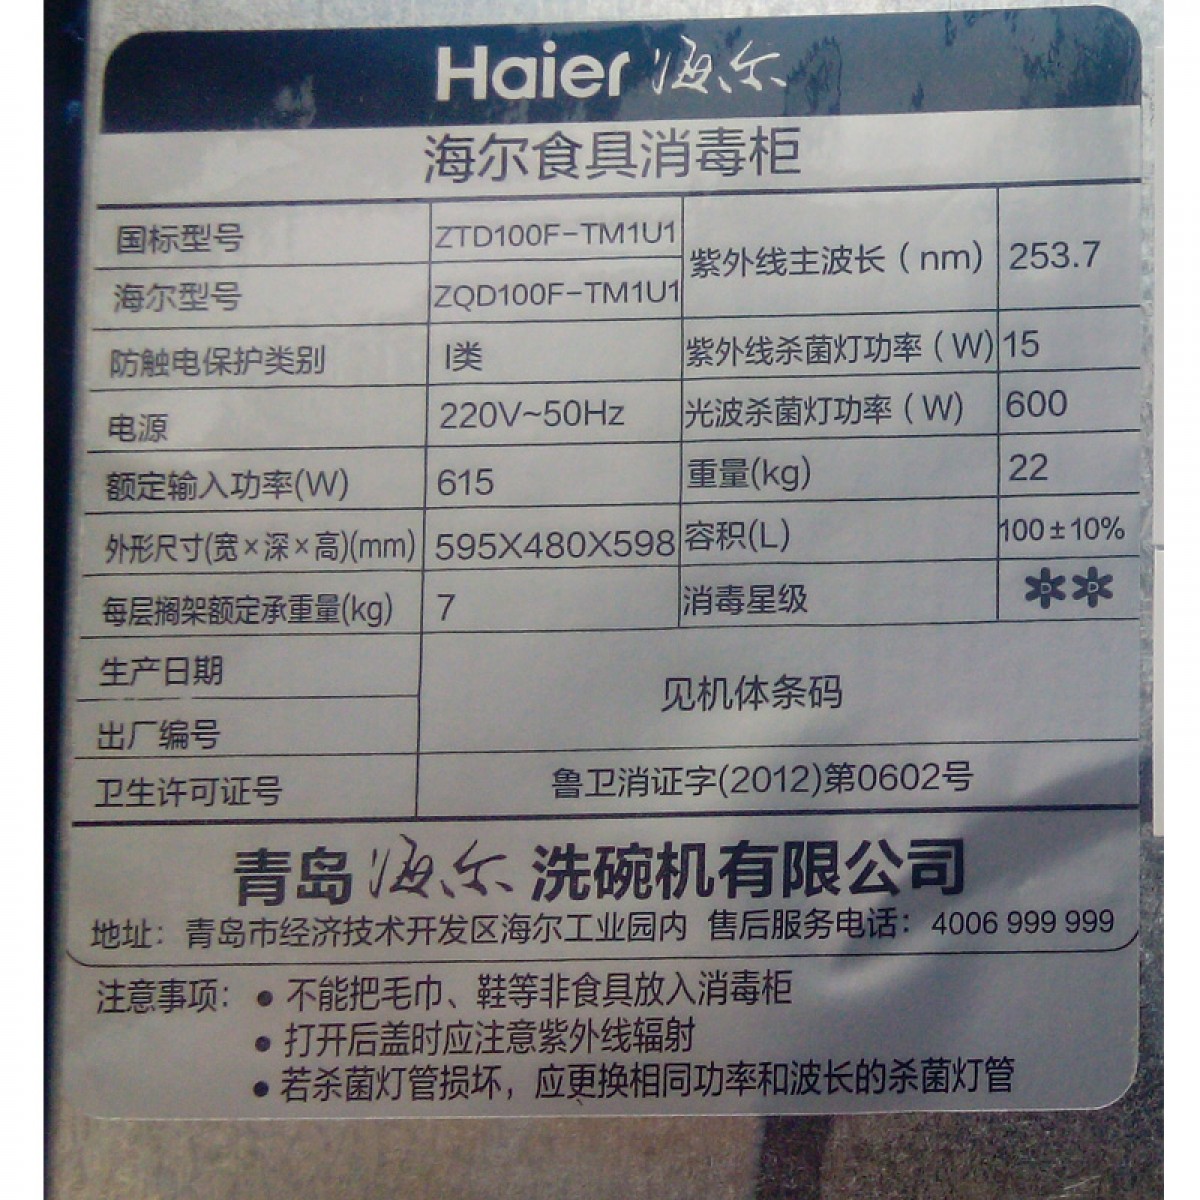 Haier 海尔
海尔食具消毒柜
国标型号 ZTD100F-TM1U1 紫外线主波长（nm） 253.7
海尔型号 ZQD100F-TM1U1
防触电保护类别 I类 紫外线杀菌灯功率（W） 15
电源 220V~50Hz 光波杀菌灯功率（W） 600
额定输入功率(W) 615 重量(kg) 22
外形尺寸(宽×深×高)(mm) 595X480X598 容积(L) 100±10%
每层搁架额定承重量(kg) 7 消毒星级
生产日期 见机体条码
出厂编号
卫生许可证号 鲁卫消证字(2012)第0602号
青岛海尔洗碗机有限公司
地址：青岛市经济技术开发区海尔工业园内 售后服务电话：4006 999 999
注意事项：● 不能把毛巾、鞋等非食具放入消毒柜
● 打开后盖时应注意紫外线辐射
● 若杀菌灯管损坏，应更换相同功率和波长的杀菌灯管